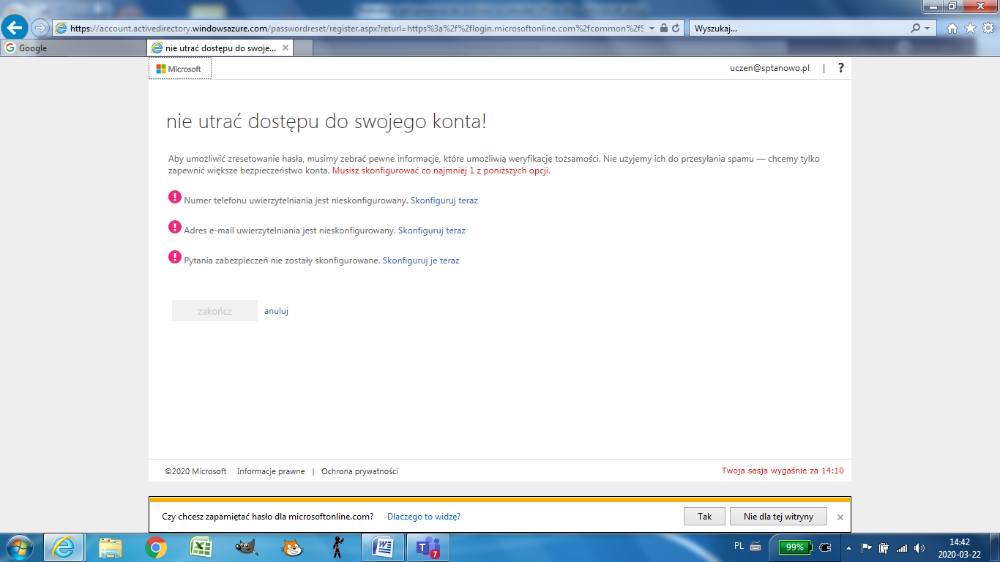 https://account.activedirectory.windowsazure.com/passwordreset/register.aspx?returl=https%3a%2f%2flogin.microsoftonline.com%2fcommon%2f
Wyszukaj...
Google
nie utrać dostępu do swoje...
Microsoft
uczen@sptanowo.pl | ?
nie utrać dostępu do swojego konta!
Aby umożliwić zresetowanie hasła, musimy zebrać pewne informacje, które umożliwią weryfikację tożsamości. Nie użyjemy ich do przesyłania spamu — chcemy tylko
zapewnić większe bezpieczeństwo konta. Musisz skonfigurować co najmniej 1 z poniższych opcji.
! Numer telefonu uwierzytelniania jest nieskonfigurowany. Skonfiguruj teraz
! Adres e-mail uwierzytelniania jest nieskonfigurowany. Skonfiguruj teraz
! Pytania zabezpieczeń nie zostały skonfigurowane. Skonfiguruj je teraz
zakończ anuluj
©2020 Microsoft Informacje prawne | Ochrona prywatności
Twoja sesja wygaśnie za 14:10
Czy chcesz zapamiętać hasło dla microsoftonline.com? Dlaczego to widzę? Tak Nie dla tej witryny
PL 99% 14:42
2020-03-22
7